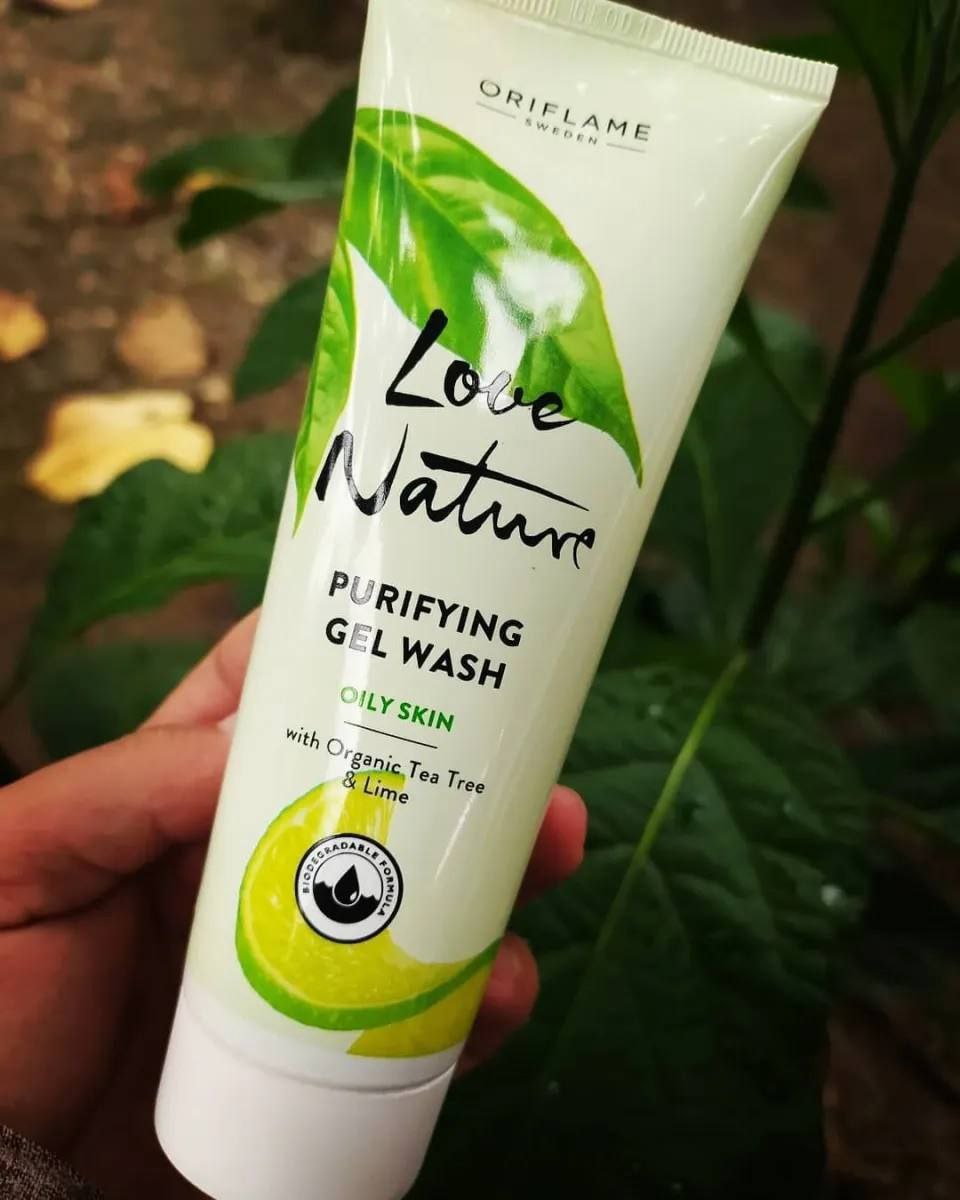 ORIFLAME
SWEDEN
Love
Nature
PURIFYING
GEL WASH
OILY SKIN
with Organic Tea Tree
& Lime
BIODEGRADABLE FORMULA